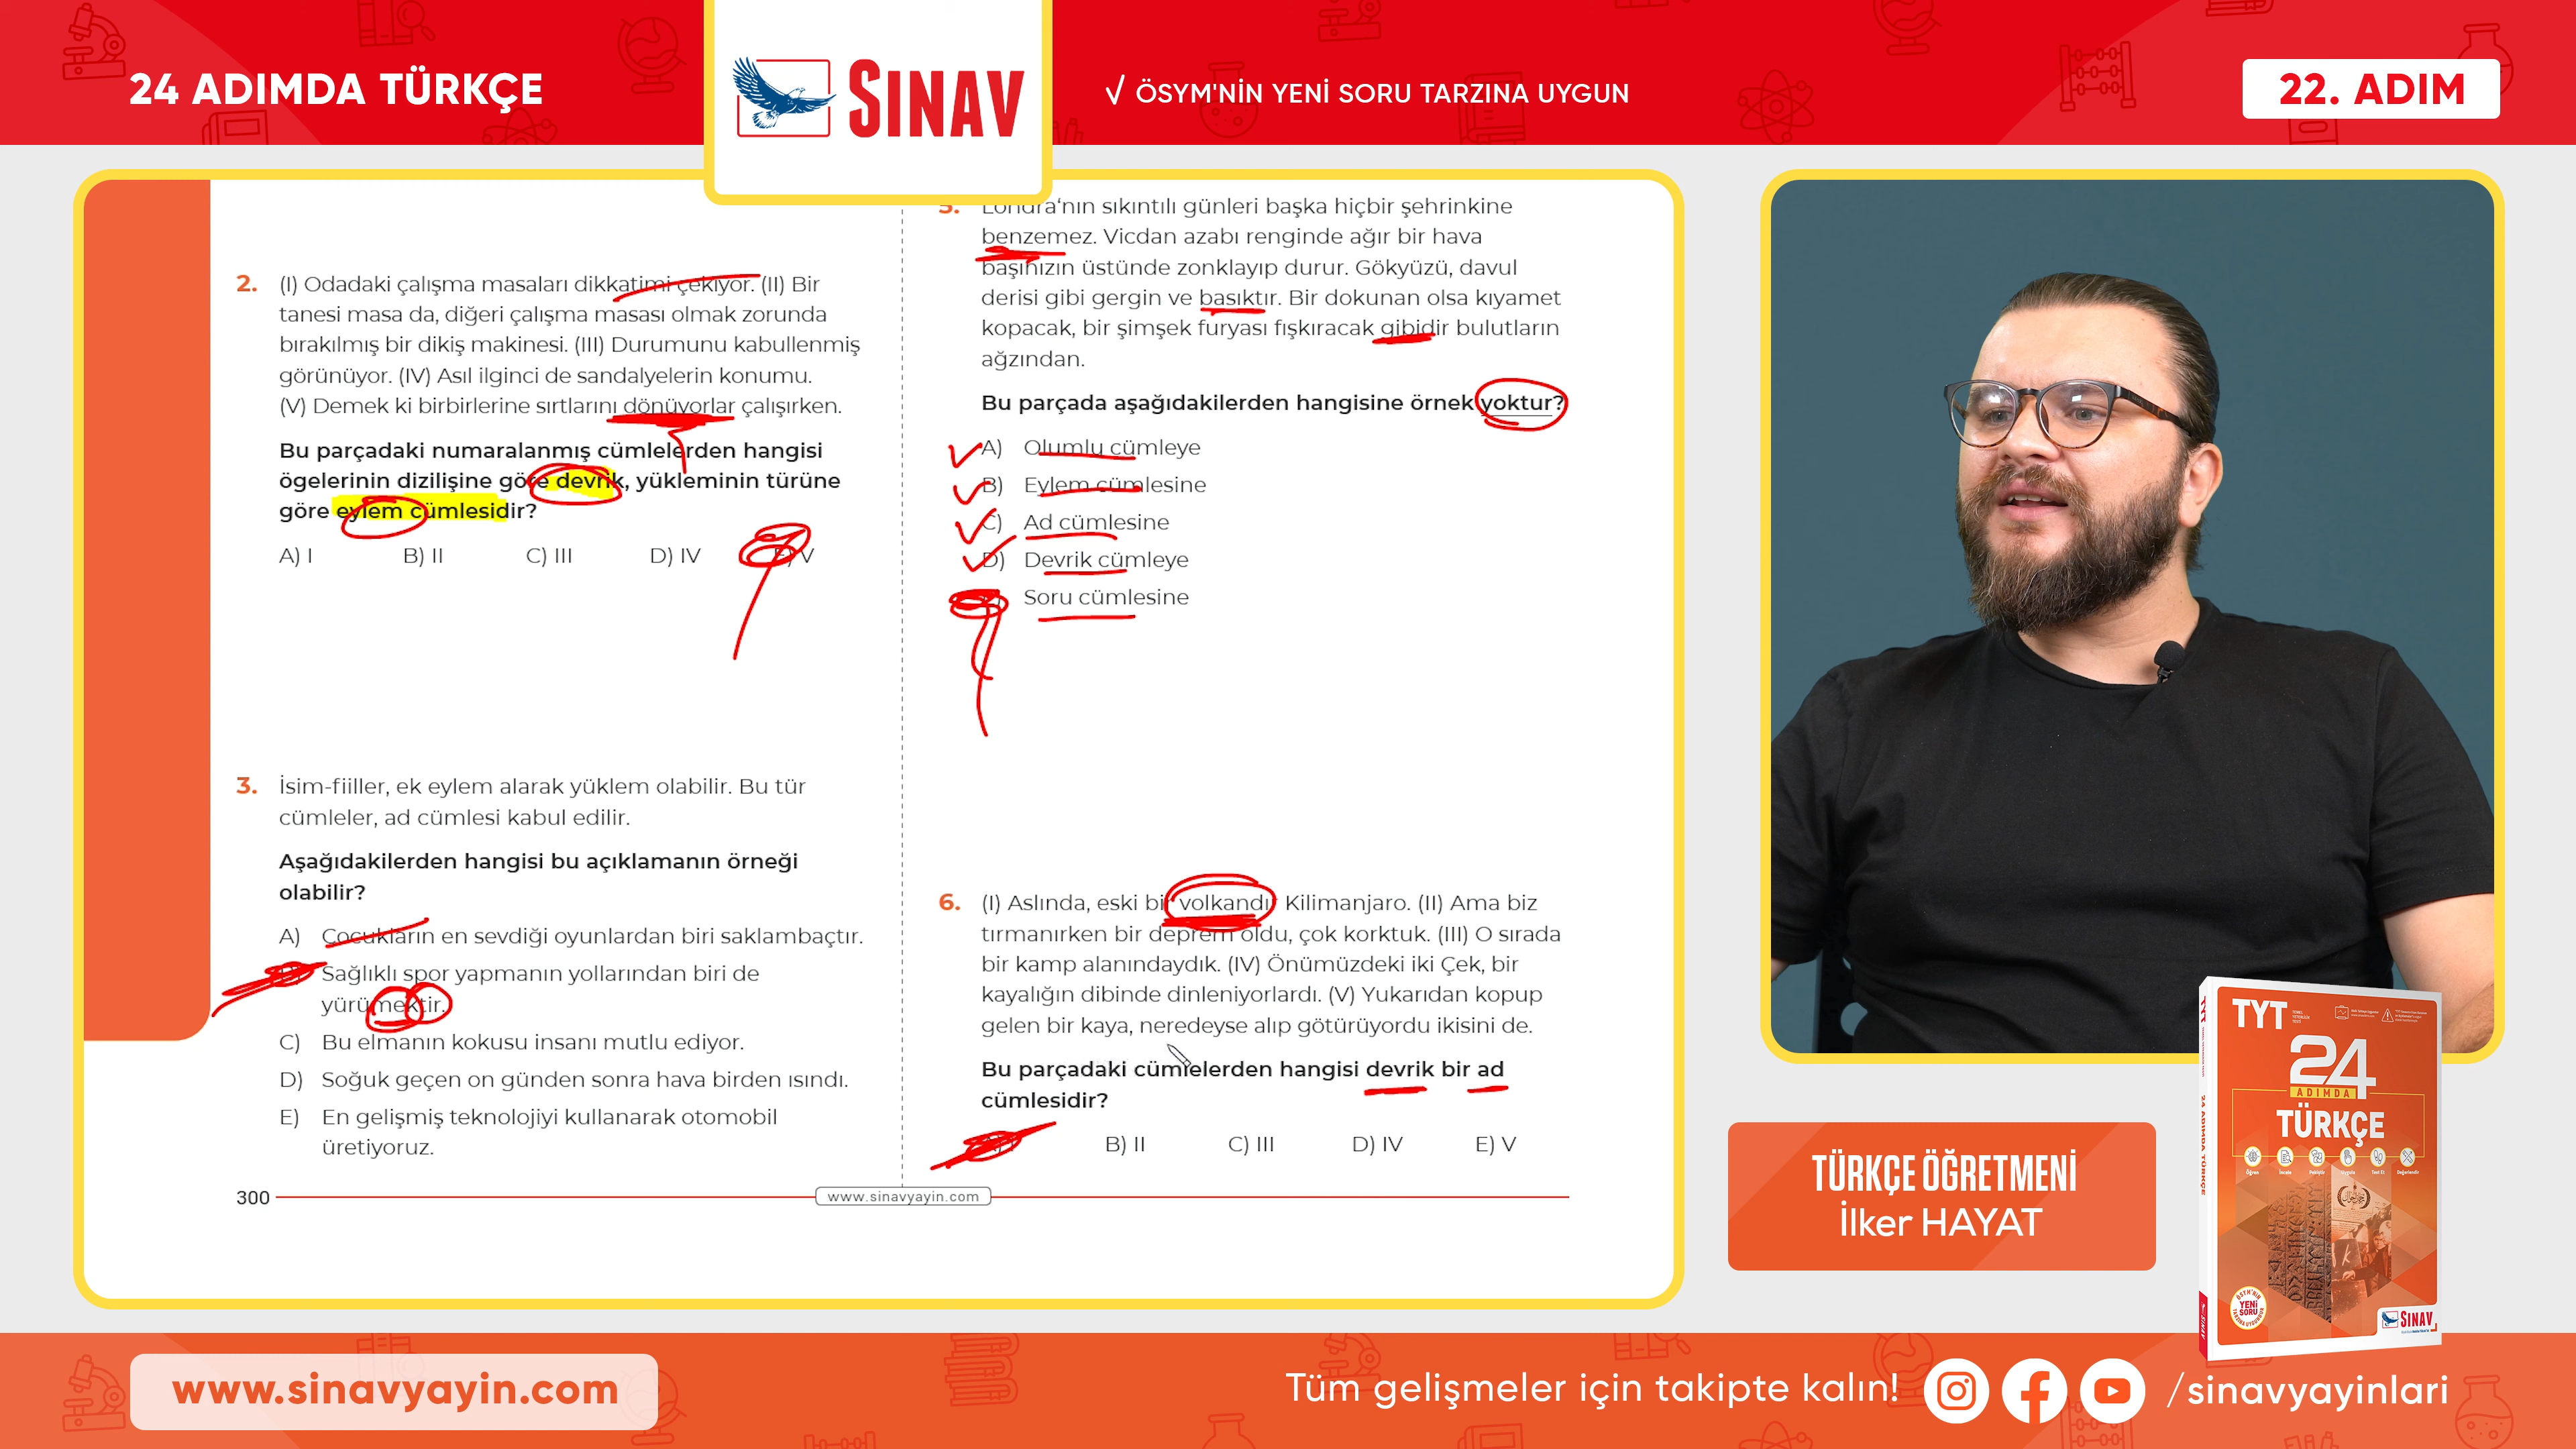 24 ADIMDA TÜRKÇE
SINAV
√ ÖSYM'NİN YENİ SORU TARZINA UYGUN
22. ADIM
2. (I) Odadaki çalışma masaları dikkatimi çekiyor. (II) Bir
tanesi masa da, diğeri çalışma masası olmak zorunda
bırakılmış bir dikiş makinesi. (III) Durumunu kabullenmiş
görünüyor. (IV) Asıl ilginci de sandalyelerin konumu.
(V) Demek ki birbirlerine sırtlarını dönüyorlar çalışırken.
Bu parçadaki numaralanmış cümlelerden hangisi
ögelerinin dizilişine göre devrik, yükleminin türüne
göre eylem cümlesidir?
A) I B) II C) III D) IV E) V
3. İsim-fiiller, ek eylem alarak yüklem olabilir. Bu tür
cümleler, ad cümlesi kabul edilir.
Aşağıdakilerden hangisi bu açıklamanın örneği
olabilir?
A) Çocukların en sevdiği oyunlardan biri saklambaçtır.
Sağlıklı spor yapmanın yollarından biri de
yürümektir.
C) Bu elmanın kokusu insanı mutlu ediyor.
D) Soğuk geçen on günden sonra hava birden ısındı.
E) En gelişmiş teknolojiyi kullanarak otomobil
üretiyoruz.
5. Londra'nın sıkıntılı günleri başka hiçbir şehrinkine
benzemez. Vicdan azabı renginde ağır bir hava
başınızın üstünde zonklayıp durur. Gökyüzü, davul
derisi gibi gergin ve basıktır. Bir dokunan olsa kıyamet
kopacak, bir şimşek furyası fışkıracak gibidir bulutların
ağzından.
Bu parçada aşağıdakilerden hangisine örnek yoktur?
A) Olumlu cümleye
B) Eylem cümlesine
C) Ad cümlesine
D) Devrik cümleye
Soru cümlesine
6. (I) Aslında, eski bir volkandır Kilimanjaro. (II) Ama biz
tırmanırken bir deprem oldu, çok korktuk. (III) O sırada
bir kamp alanındaydık. (IV) Önümüzdeki iki Çek, bir
kayalığın dibinde dinleniyorlardı. (V) Yukarıdan kopup
gelen bir kaya, neredeyse alıp götürüyordu ikisini de.
Bu parçadaki cümlelerden hangisi devrik bir ad
cümlesidir?
B) II C) III D) IV E) V
300
www.sinavyayin.com
TÜRKÇE ÖĞRETMENİ
İlker HAYAT
TYT
24
ADIMDA
TÜRKÇE
YENİ
SORU
SINAV
www.sinavyayin.com
Tüm gelişmeler için takipte kalın!
/sinavyayinlari